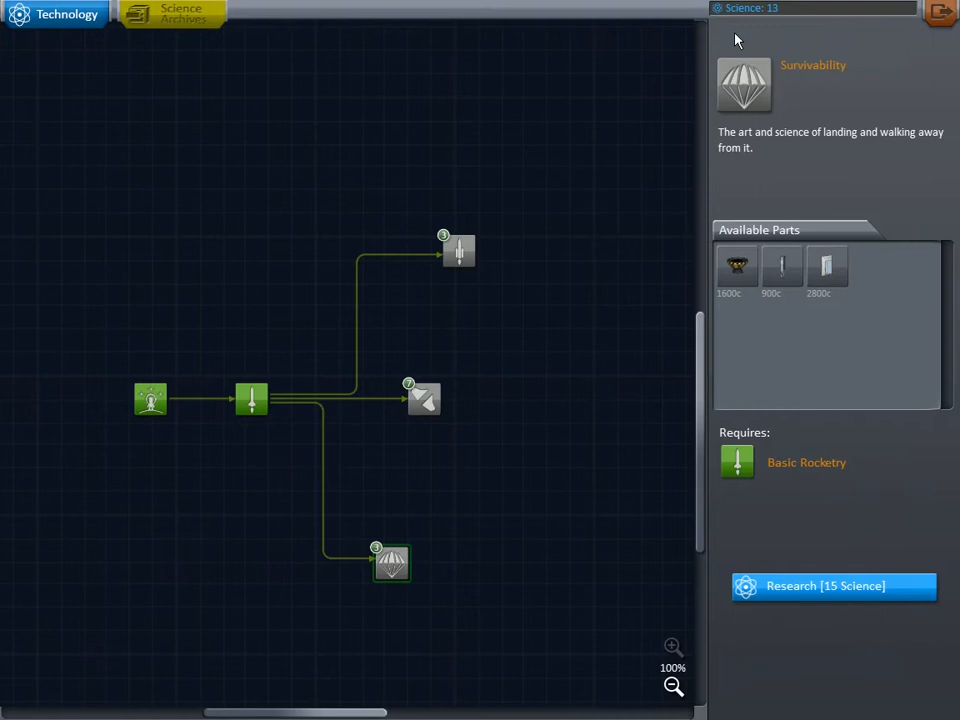 Technology
Science
Archives
Science: 13
Survivability
The art and science of landing and walking away
from it.
Available Parts
1600c
900c
2800c
3
7
3
Requires:
Basic Rocketry
Research [15 Science]
100%